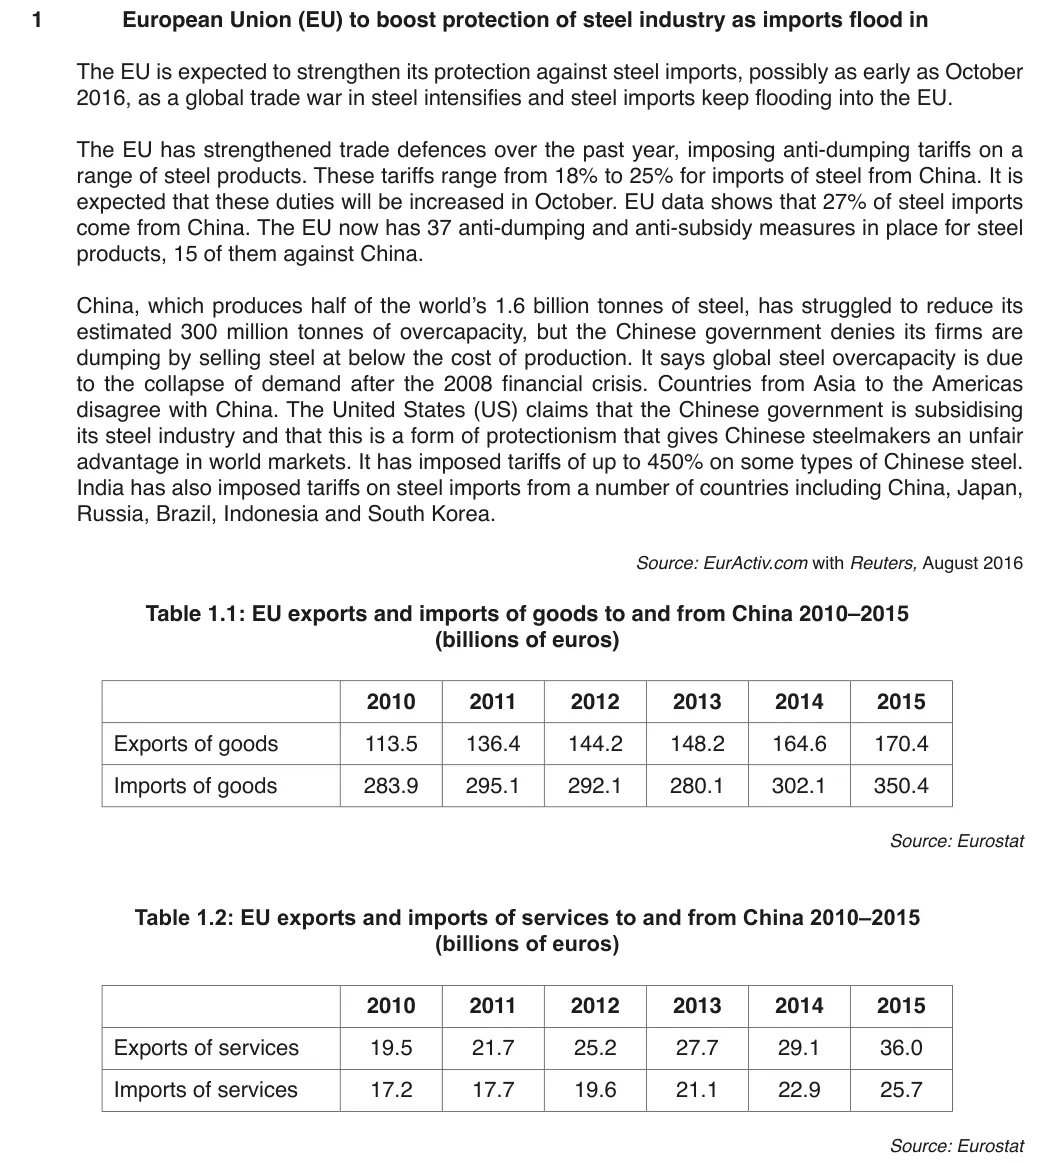 1 European Union (EU) to boost protection of steel industry as imports flood in
The EU is expected to strengthen its protection against steel imports, possibly as early as October
2016, as a global trade war in steel intensifies and steel imports keep flooding into the EU.
The EU has strengthened trade defences over the past year, imposing anti-dumping tariffs on a
range of steel products. These tariffs range from 18% to 25% for imports of steel from China. It is
expected that these duties will be increased in October. EU data shows that 27% of steel imports
come from China. The EU now has 37 anti-dumping and anti-subsidy measures in place for steel
products, 15 of them against China.
China, which produces half of the world's 1.6 billion tonnes of steel, has struggled to reduce its
estimated 300 million tonnes of overcapacity, but the Chinese government denies its firms are
dumping by selling steel at below the cost of production. It says global steel overcapacity is due
to the collapse of demand after the 2008 financial crisis. Countries from Asia to the Americas
disagree with China. The United States (US) claims that the Chinese government is subsidising
its steel industry and that this is a form of protectionism that gives Chinese steelmakers an unfair
advantage in world markets. It has imposed tariffs of up to 450% on some types of Chinese steel.
India has also imposed tariffs on steel imports from a number of countries including China, Japan,
Russia, Brazil, Indonesia and South Korea.
Source: EurActiv.com with Reuters, August 2016
Table 1.1: EU exports and imports of goods to and from China 2010–2015
(billions of euros)
2010 2011 2012 2013 2014 2015
Exports of goods 113.5 136.4 144.2 148.2 164.6 170.4
Imports of goods 283.9 295.1 292.1 280.1 302.1 350.4
Source: Eurostat
Table 1.2: EU exports and imports of services to and from China 2010–2015
(billions of euros)
2010 2011 2012 2013 2014 2015
Exports of services 19.5 21.7 25.2 27.7 29.1 36.0
Imports of services 17.2 17.7 19.6 21.1 22.9 25.7
Source: Eurostat